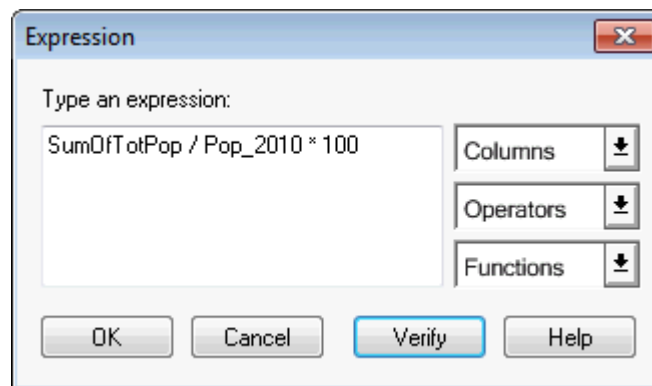 Expression
Type an expression:
SumOfTotPop / Pop_2010 * 100
Columns
Operators
Functions
OK Cancel Verify Help